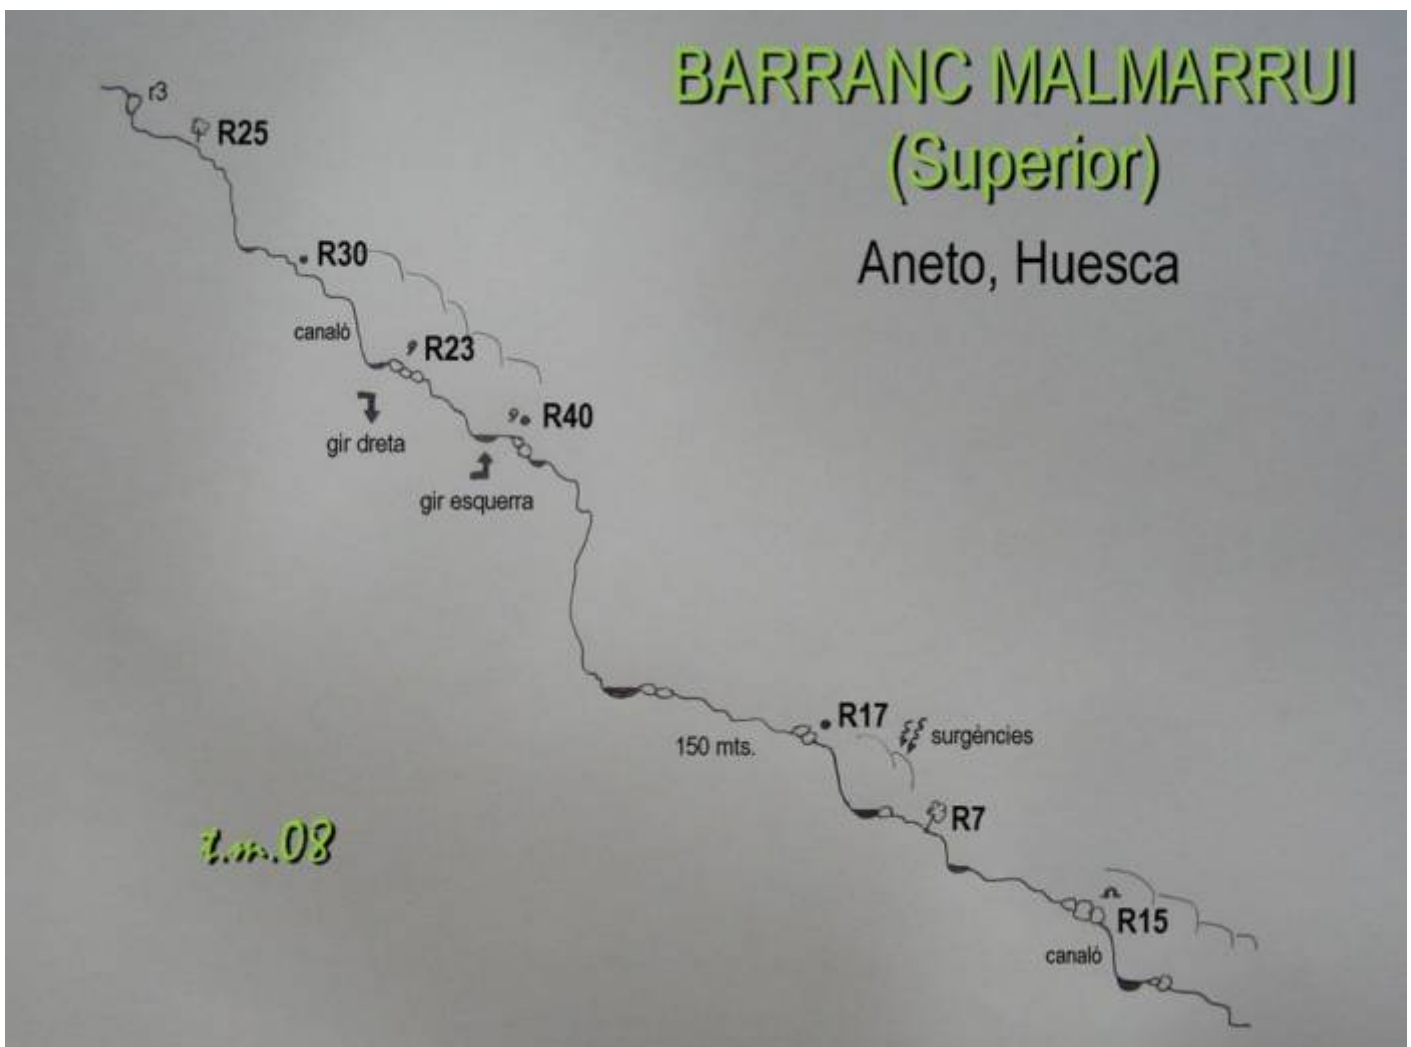 BARRANC MALMARRUI
(Superior)
Aneto, Huesca
r3
R25
R30
canaló
R23
gir dreta
R40
gir esquerra
150 mts.
R17
surgències
R7
R15
canaló
z.m.08